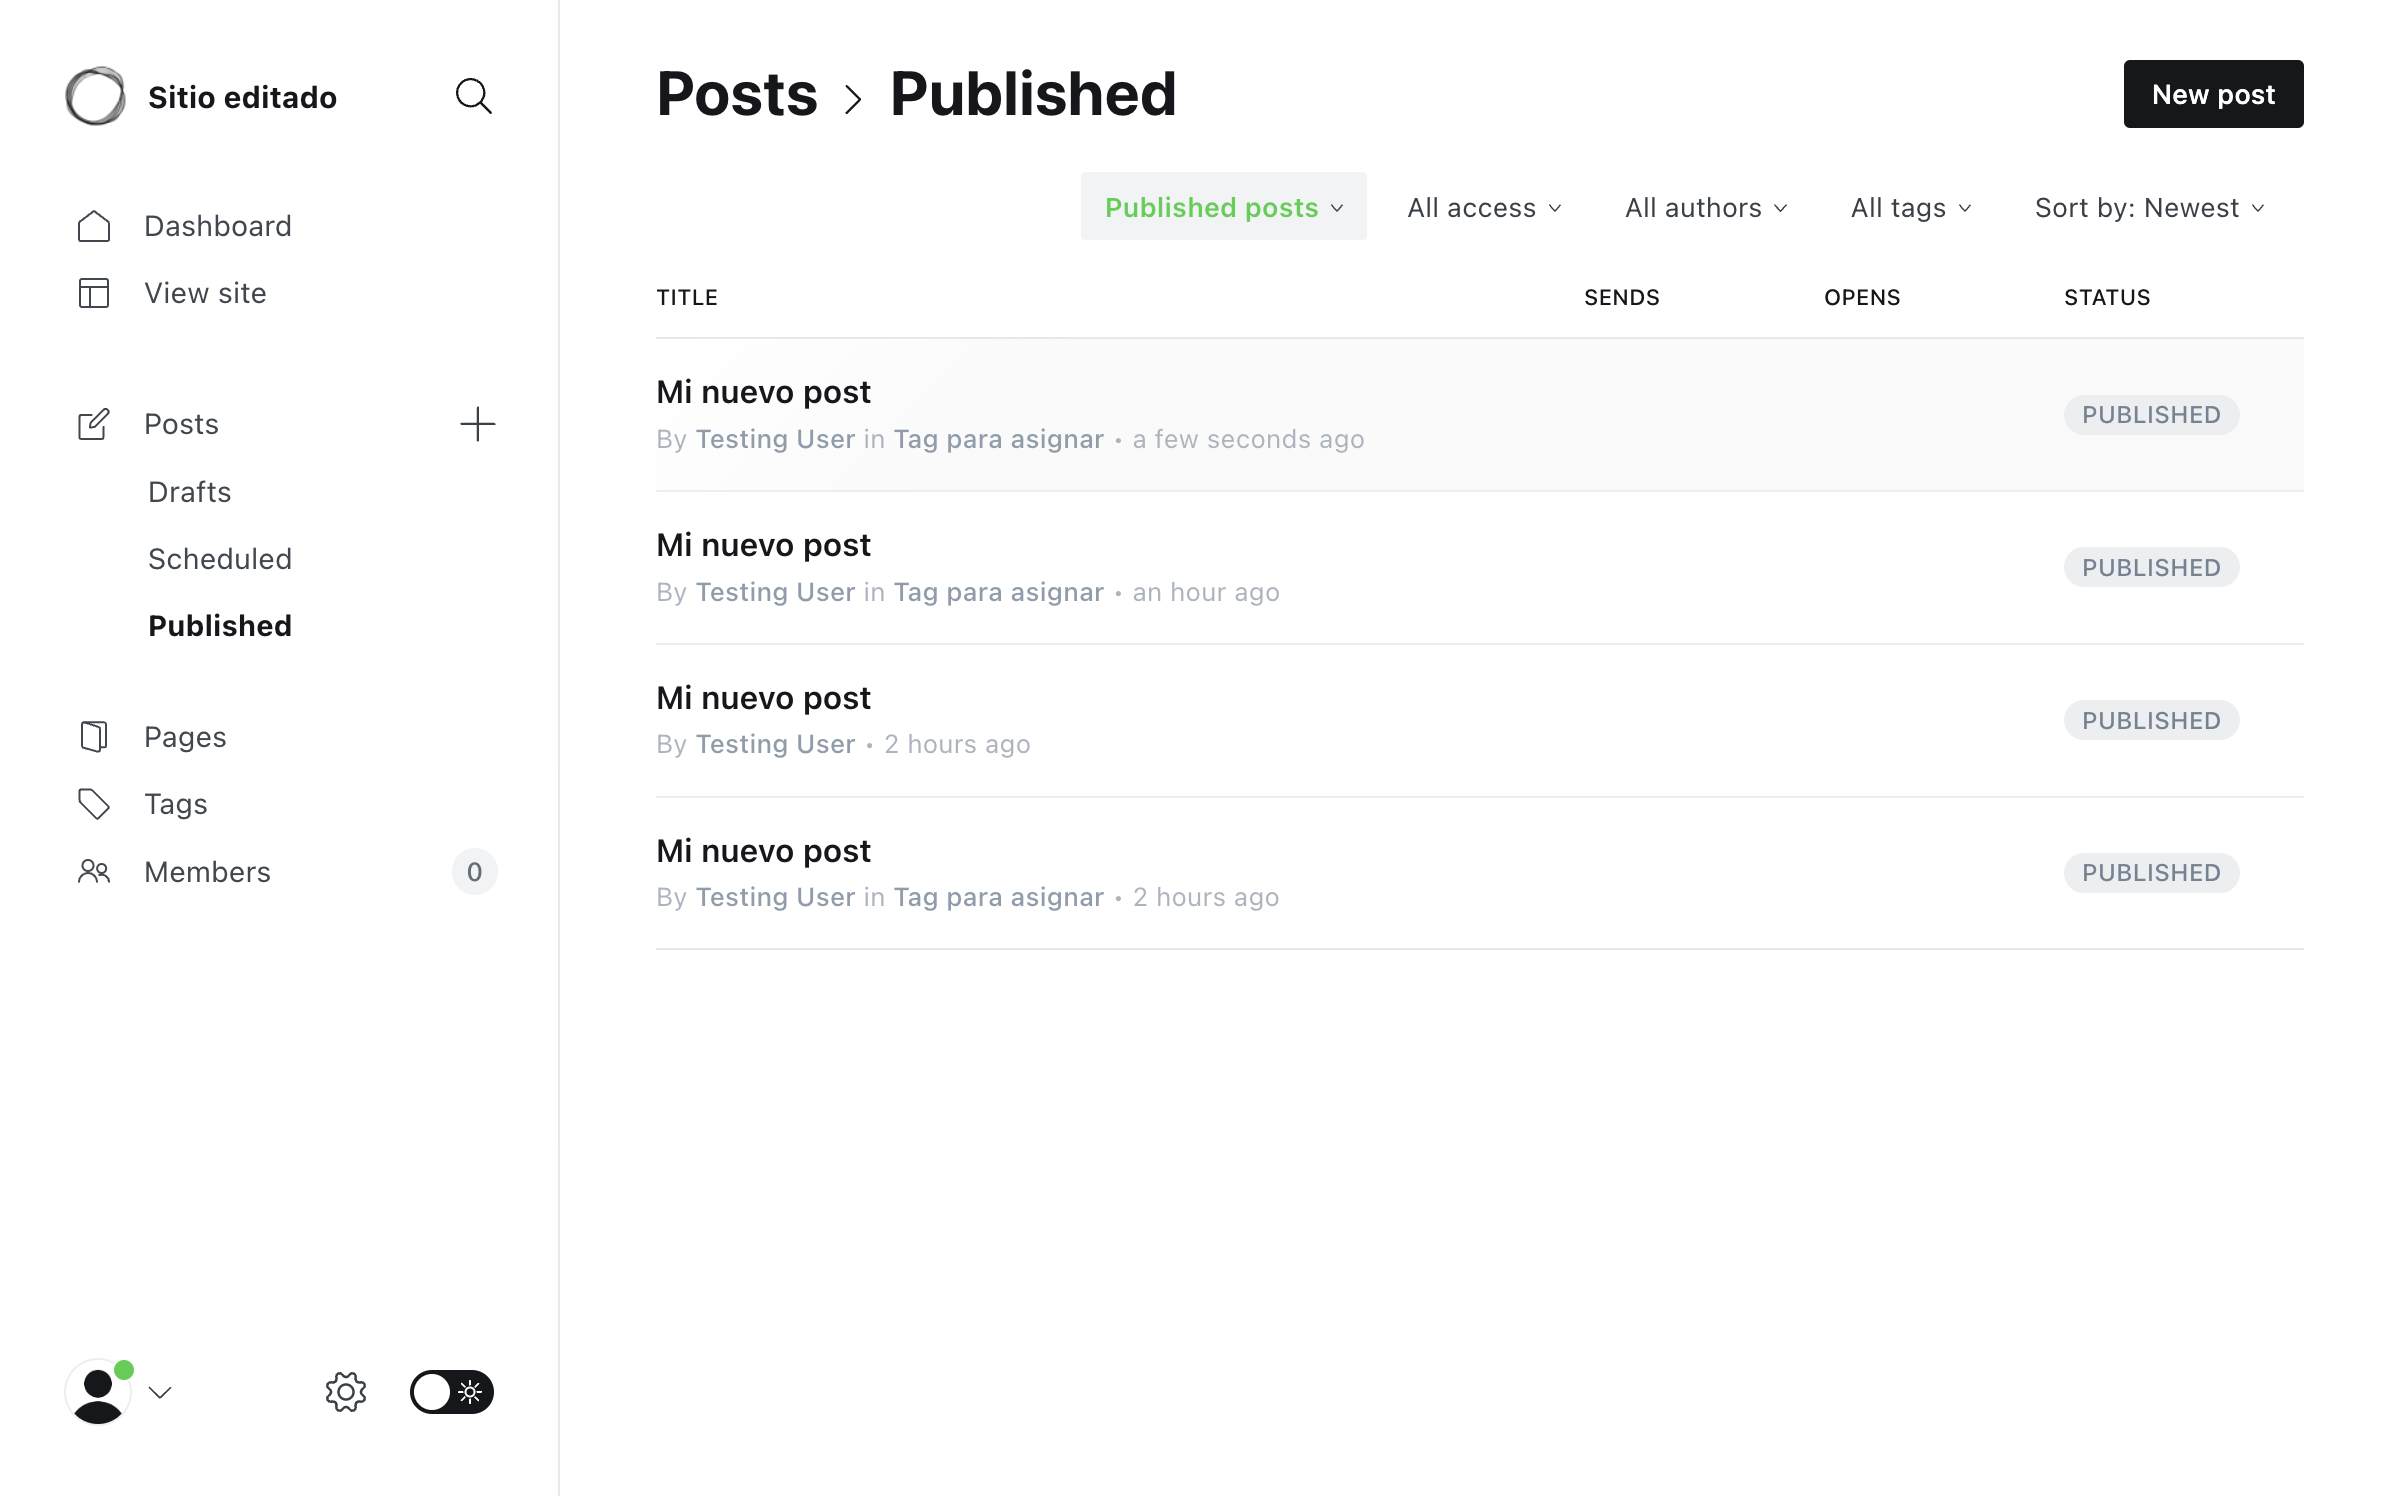 Sitio editado
Dashboard
View site
Posts
Drafts
Scheduled
Published
Pages
Tags
Members 0
Posts > Published
New post
Published posts All access All authors All tags Sort by: Newest
TITLE SENDS OPENS STATUS
Mi nuevo post
By Testing User in Tag para asignar • a few seconds ago
PUBLISHED
Mi nuevo post
By Testing User in Tag para asignar • an hour ago
PUBLISHED
Mi nuevo post
By Testing User • 2 hours ago
PUBLISHED
Mi nuevo post
By Testing User in Tag para asignar • 2 hours ago
PUBLISHED